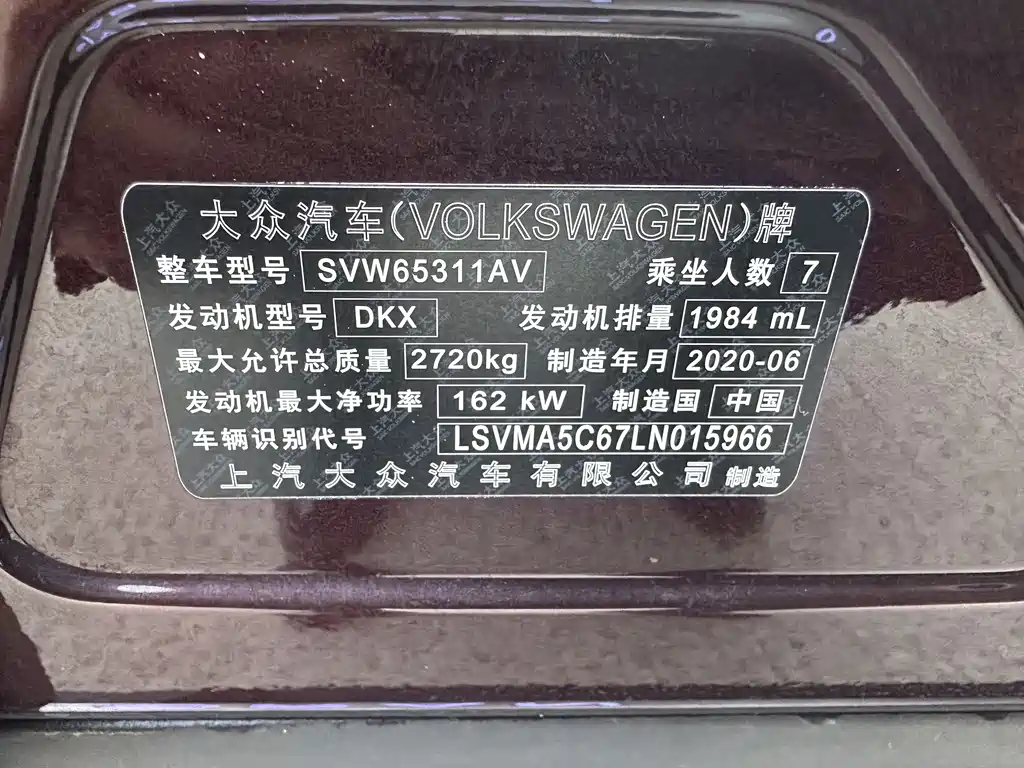 大众汽车(VOLKSWAGEN)牌
整车型号 SVW65311AV 乘坐人数 7
发动机型号 DKX 发动机排量 1984 mL
最大允许总质量 2720kg 制造年月 2020-06
发动机最大净功率 162 kW 制造国 中国
车辆识别代号 LSVMA5C67LN015966
上汽大众汽车有限公司 制造